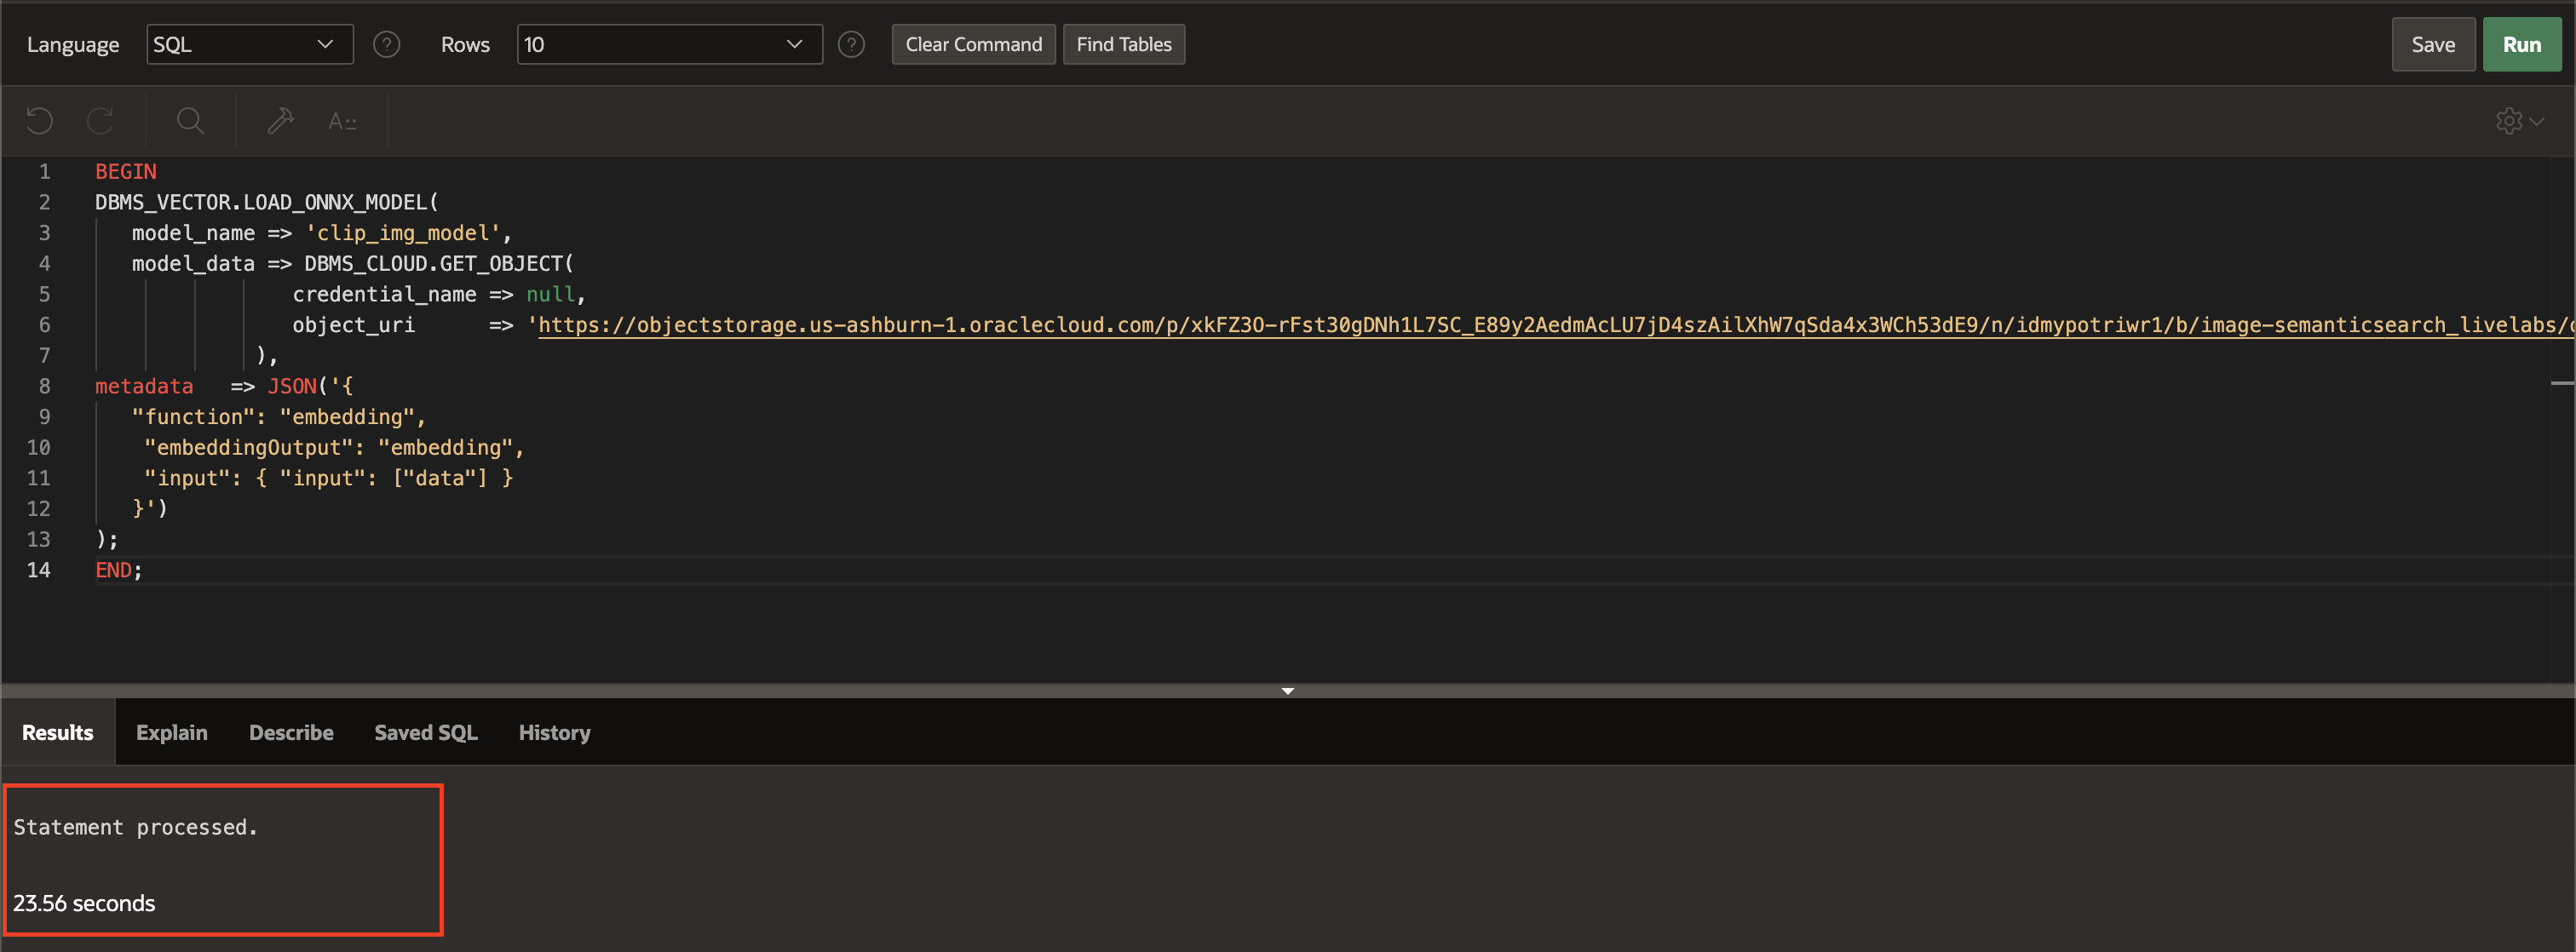 Language SQL ? Rows 10 ? Clear Command Find Tables Save Run
A::
1 BEGIN
2 DBMS_VECTOR.LOAD_ONNX_MODEL(
3 model_name => 'clip_img_model',
4 model_data => DBMS_CLOUD.GET_OBJECT(
5 credential_name => null,
6 object_uri => 'https://objectstorage.us-ashburn-1.oraclecloud.com/p/xkFZ3O-rFst30gDNh1L7SC_E89y2AedmAcLU7jD4szAilXhW7qSda4x3WCh53dE9/n/idmypotriwr1/b/image-semanticsearch_livelabs/
7 ),
8 metadata => JSON('{
9 "function": "embedding",
10 "embeddingOutput": "embedding",
11 "input": { "input": ["data"] }
12 }')
13 );
14 END;
Results Explain Describe Saved SQL History
Statement processed.
23.56 seconds